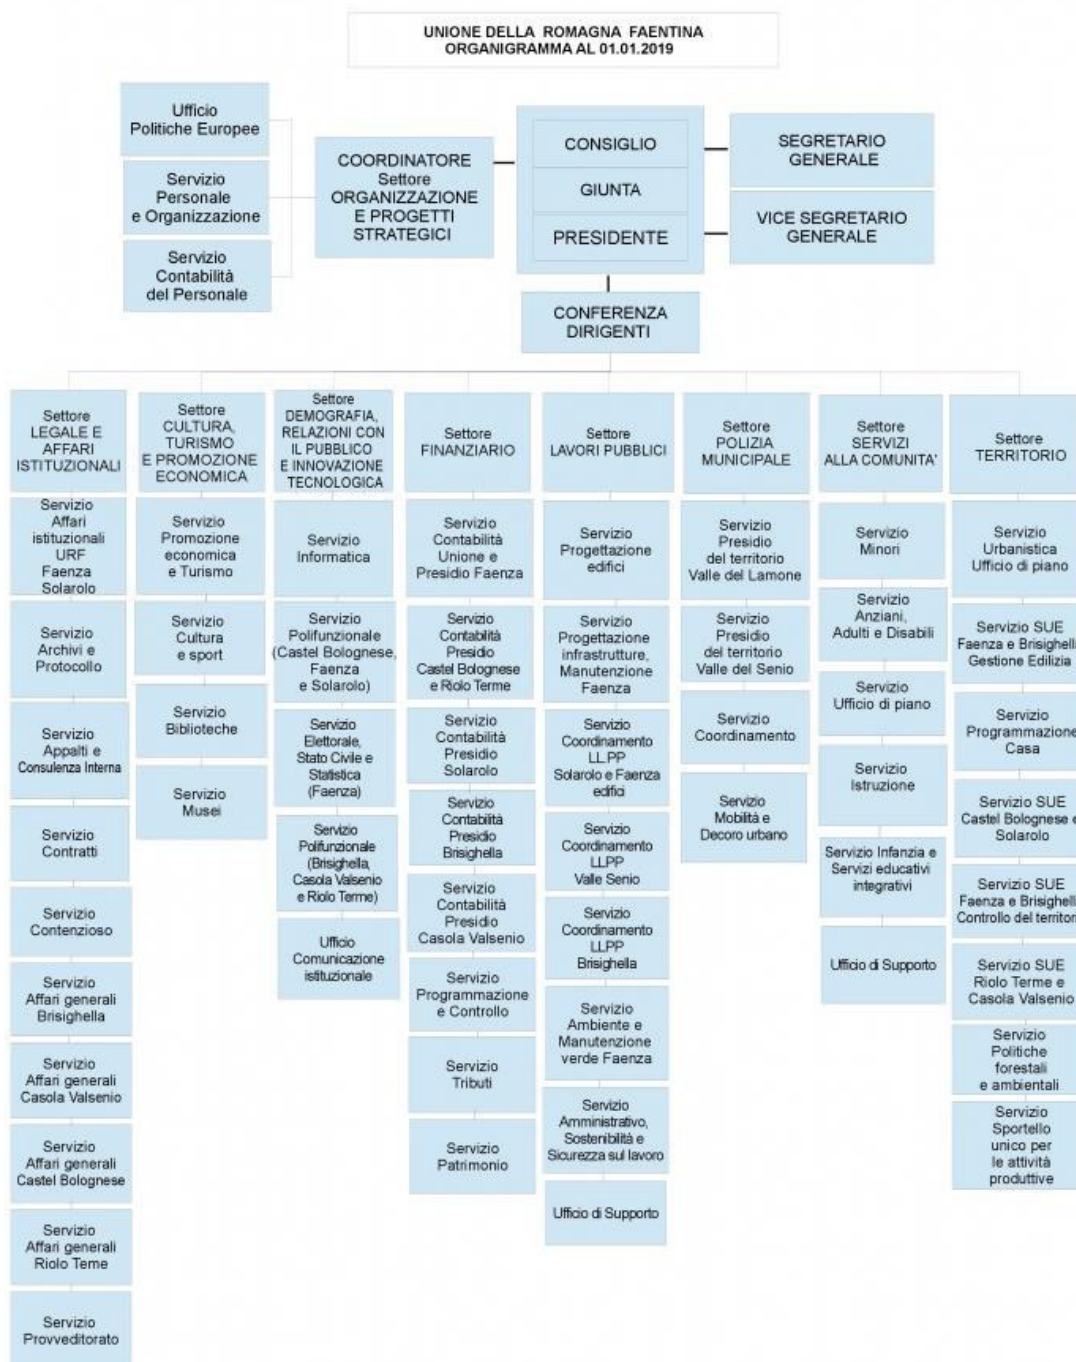 UNIONE DELLA ROMAGNA FAENTINA
ORGANIGRAMMA AL 01.01.2019
Ufficio
Politiche Europee
Servizio
Personale
e Organizzazione
Servizio
Contabilità
del Personale
COORDINATORE
Settore
ORGANIZZAZIONE
E PROGETTI
STRATEGICI
CONSIGLIO
GIUNTA
PRESIDENTE
SEGRETARIO
GENERALE
VICE SEGRETARIO
GENERALE
CONFERENZA
DIRIGENTI
Settore
LEGALE E
AFFARI
ISTITUZIONALI
Servizio
Affari
istituzionali
URF
Faenza
Solarolo
Servizio
Archivi e
Protocollo
Servizio
Appalti e
Consulenza Interna
Servizio
Contratti
Servizio
Contenzioso
Servizio
Affari generali
Brisighella
Servizio
Affari generali
Casola Valsenio
Servizio
Affari generali
Castel Bolognese
Servizio
Affari generali
Riolo Teme
Servizio
Provveditorato
Settore
CULTURA,
TURISMO
E PROMOZIONE
ECONOMICA
Servizio
Promozione
economica
e Turismo
Servizio
Cultura
e sport
Servizio
Biblioteche
Servizio
Musei
Settore
DEMOGRAFIA,
RELAZIONI CON
IL PUBBLICO
E INNOVAZIONE
TECNOLOGICA
Servizio
Informatica
Servizio
Polifunzionale
(Castel Bolognese,
Faenza
e Solarolo)
Servizio
Elettorale,
Stato Civile e
Statistica
(Faenza)
Servizio
Polifunzionale
(Brisighella,
Casola Valsenio
e Riolo Terme)
Ufficio
Comunicazione
istituzionale
Settore
FINANZIARIO
Servizio
Contabilità
Unione e
Presidio Faenza
Servizio
Contabilità
Presidio
Castel Bolognese
e Riolo Terme
Servizio
Contabilità
Presidio
Solarolo
Servizio
Contabilità
Presidio
Brisighella
Servizio
Contabilità
Presidio
Casola Valsenio
Servizio
Programmazione
e Controllo
Servizio
Tributi
Servizio
Patrimonio
Settore
LAVORI PUBBLICI
Servizio
Progettazione
edifici
Servizio
Progettazione
infrastrutture,
Manutenzione
Faenza
Servizio
Coordinamento
LL.PP
Solarolo e Faenza
edifici
Servizio
Coordinamento
LLPP
Valle Senio
Servizio
Coordinamento
LLPP
Brisighella
Servizio
Ambiente e
Manutenzione
verde Faenza
Servizio
Amministrativo,
Sostenibilità e
Sicurezza sul lavoro
Ufficio di Supporto
Settore
POLIZIA
MUNICIPALE
Servizio
Presidio
del territorio
Valle del Lamone
Servizio
Presidio
del territorio
Valle del Senio
Servizio
Coordinamento
Servizio
Mobilità e
Decoro urbano
Settore
SERVIZI
ALLA COMUNITA'
Servizio
Minori
Servizio
Anziani,
Adulti e Disabili
Servizio
Ufficio di piano
Servizio
Istruzione
Servizio Infanzia e
Servizi educativi
integrativi
Ufficio di Supporto
Settore
TERRITORIO
Servizio
Urbanistica
Ufficio di piano
Servizio SUE
Faenza e Brisighella
Gestione Edilizia
Servizio
Programmazione
Casa
Servizio SUE
Castel Bolognese e
Solarolo
Servizio SUE
Faenza e Brisighell
Controllo del territori
Servizio SUE
Riolo Terme e
Casola Valsenio
Servizio
Politiche
forestali
e ambientali
Servizio
Sportello
unico per
le attività
produttive